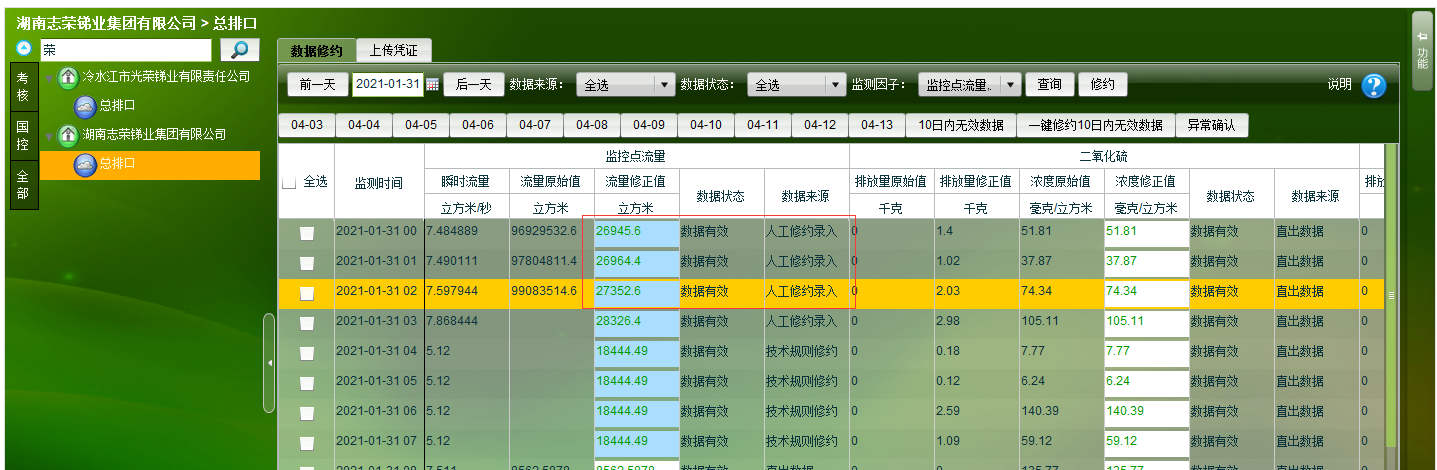 湖南志荣锑业集团有限公司 > 总排口
荣
考核
国控
全部
冷水江市光荣锑业有限责任公司
总排口
湖南志荣锑业集团有限公司
总排口
数据修约 上传凭证
前一天 2021-01-31 后一天 数据来源： 全选 数据状态： 全选 监测因子： 监控点流量. 查询 修约 说明 ?
功能
04-03 04-04 04-05 04-06 04-07 04-08 04-09 04-10 04-11 04-12 04-13 10日内无效数据 一键修约10日内无效数据 异常确认
全选 监测时间 监控点流量 二氧化硫
瞬时流量 流量原始值 流量修正值 数据状态 数据来源 排放量原始值 排放量修正值 浓度原始值 浓度修正值 数据状态 数据来源
立方米/秒 立方米 立方米 千克 千克 毫克/立方米 毫克/立方米
2021-01-31 00 7.484889 96929532.6 26945.6 数据有效 人工修约录入 0 1.4 51.81 51.81 数据有效 直出数据 0
2021-01-31 01 7.490111 97804811.4 26964.4 数据有效 人工修约录入 0 1.02 37.87 37.87 数据有效 直出数据 0
2021-01-31 02 7.597944 99083514.6 27352.6 数据有效 人工修约录入 0 2.03 74.34 74.34 数据有效 直出数据 0
2021-01-31 03 7.868444 28326.4 数据有效 人工修约录入 0 2.98 105.11 105.11 数据有效 直出数据 0
2021-01-31 04 5.12 18444.49 数据有效 技术规则修约 0 0.18 7.77 7.77 数据有效 直出数据 0
2021-01-31 05 5.12 18444.49 数据有效 技术规则修约 0 0.12 6.24 6.24 数据有效 直出数据 0
2021-01-31 06 5.12 18444.49 数据有效 技术规则修约 0 2.59 140.39 140.39 数据有效 直出数据 0
2021-01-31 07 5.12 18444.49 数据有效 技术规则修约 0 1.09 59.12 59.12 数据有效 直出数据 0